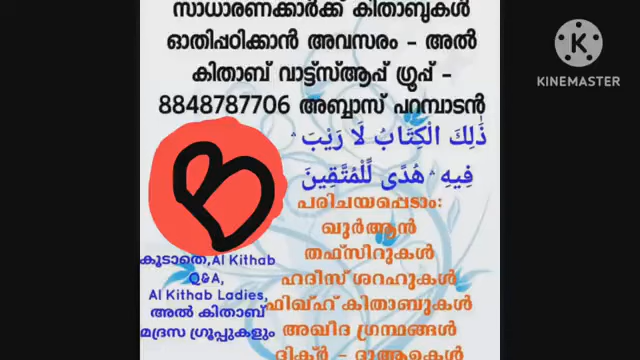 സാധാരണക്കാർക്ക് കിതാബുകൾ
ഓതിപ്പഠിക്കാൻ അവസരം - അൽ
കിതാബ് വാട്ട്സ്ആപ്പ് ഗ്രൂപ്പ് -
8848787706 അബ്ബാസ് പറമ്പാടൻ
ذَٰلِكَ الْكِتَابُ لَا رَيْبَ ۛ
فِيهِ ۛ هُدًى لِّلْمُتَّقِينَ
B
പരിചയപ്പെടാം:
ഖുർആൻ
തഫ്സീറുകൾ
ഹദീസ് ശറഹുകൾ
ഫിഖ്ഹ് കിതാബുകൾ
അഖീദ ഗ്രന്ഥങ്ങൾ
ദിക്ർ - ദുആഉകൾ
കൂടാതെ,Al Kithab
Q&A,
Al Kithab Ladies,
അൽ കിതാബ്
മദ്രസ ഗ്രൂപ്പുകളും
K
KINEMASTER